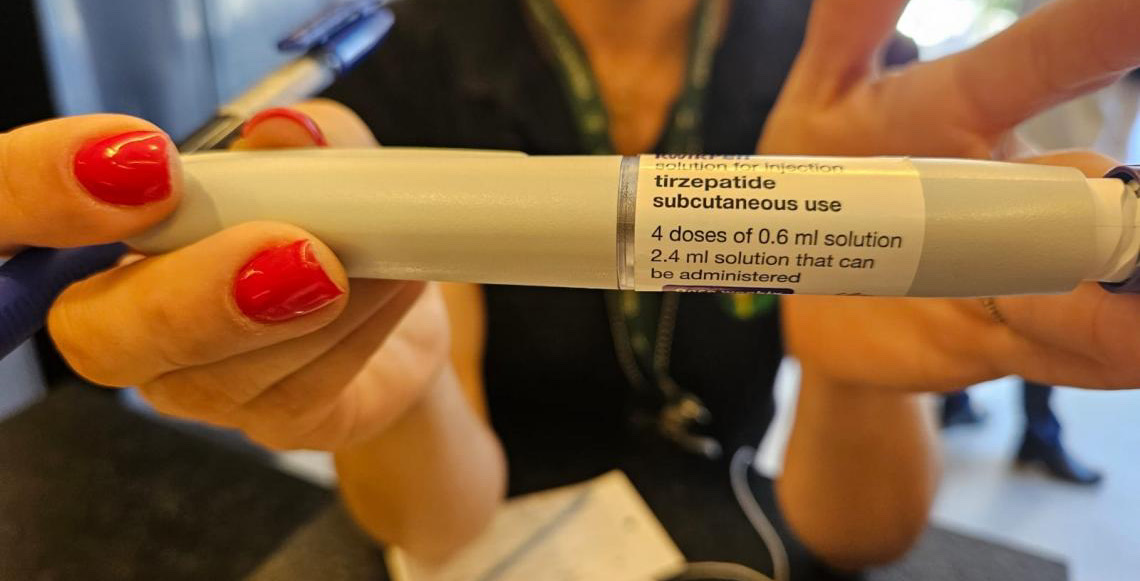 KwikPen
solution for injection
tirzepatide
subcutaneous use
4 doses of 0.6 ml solution
2.4 ml solution that can
be administered